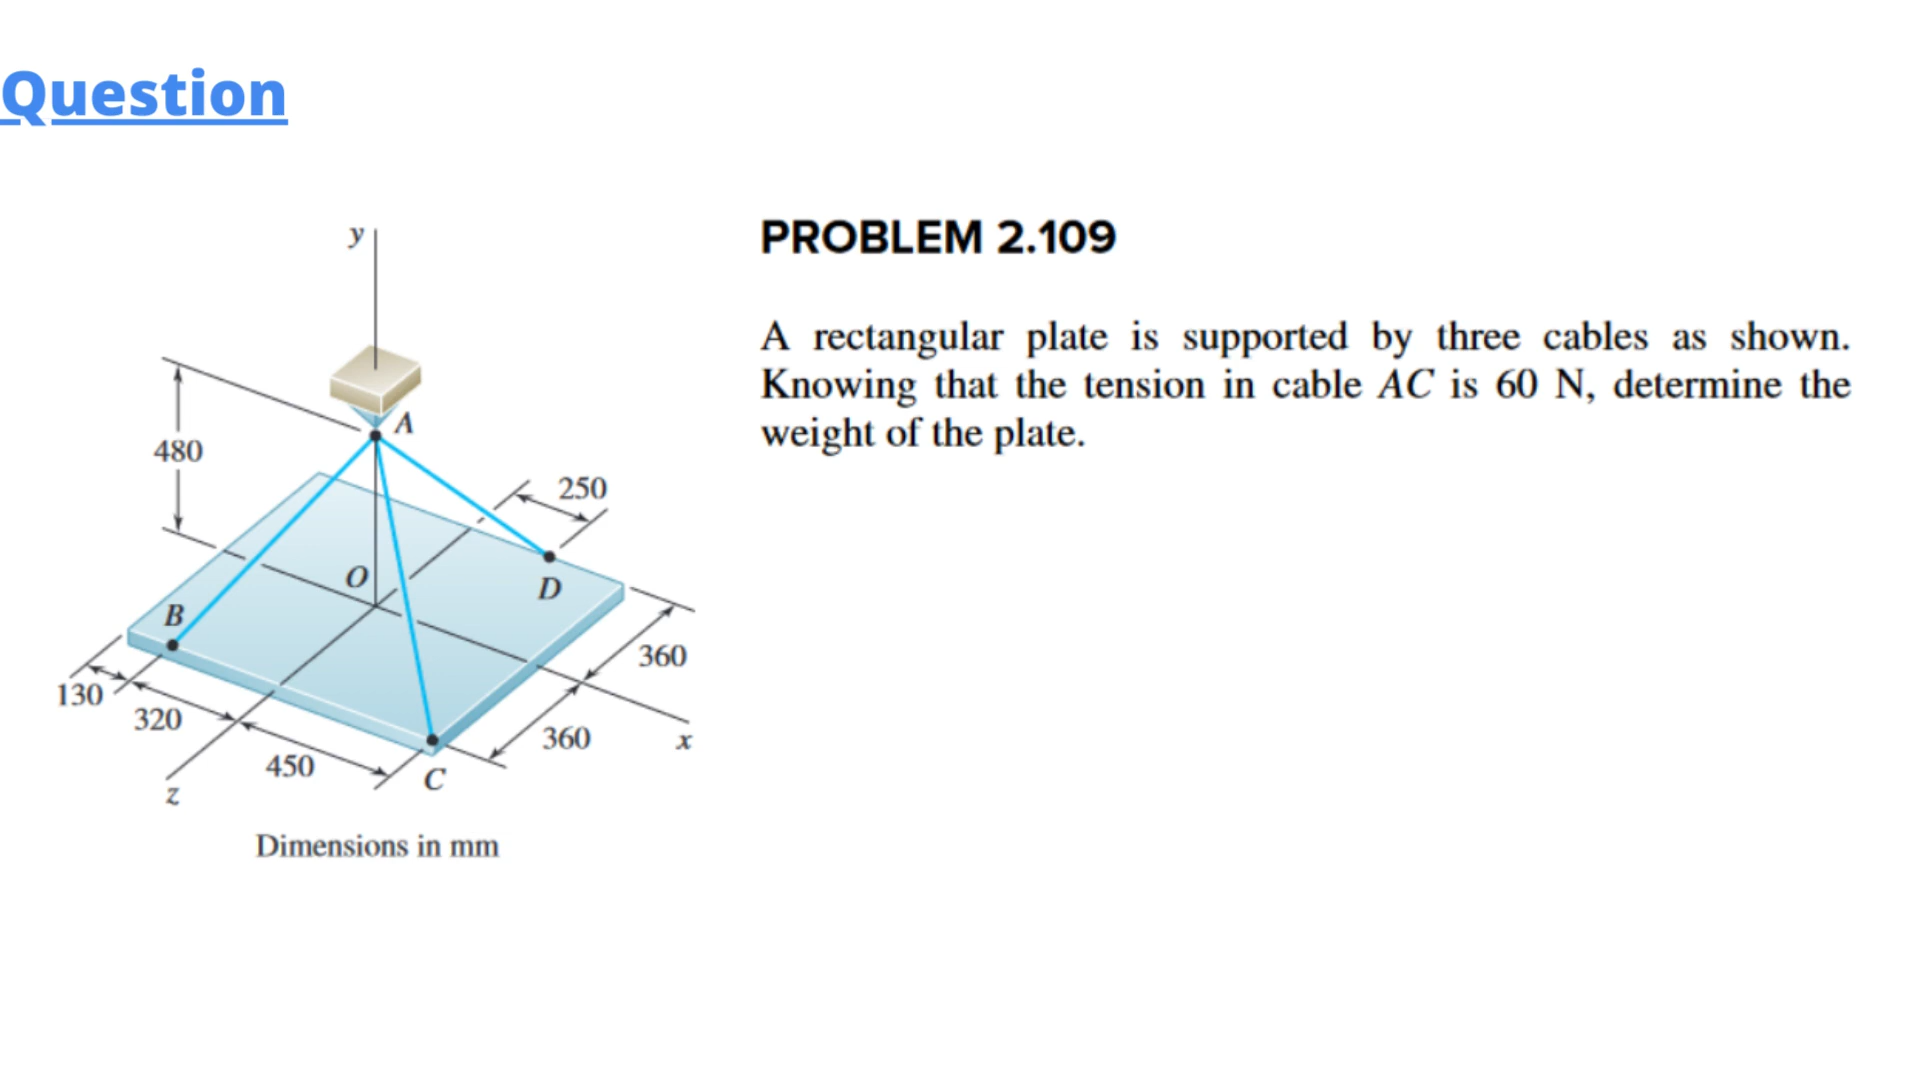 Question
PROBLEM 2.109
A rectangular plate is supported by three cables as shown.
Knowing that the tension in cable AC is 60 N, determine the
weight of the plate.
y
A
480
250
O
D
B
360
130
320
360
x
450
C
z
Dimensions in mm